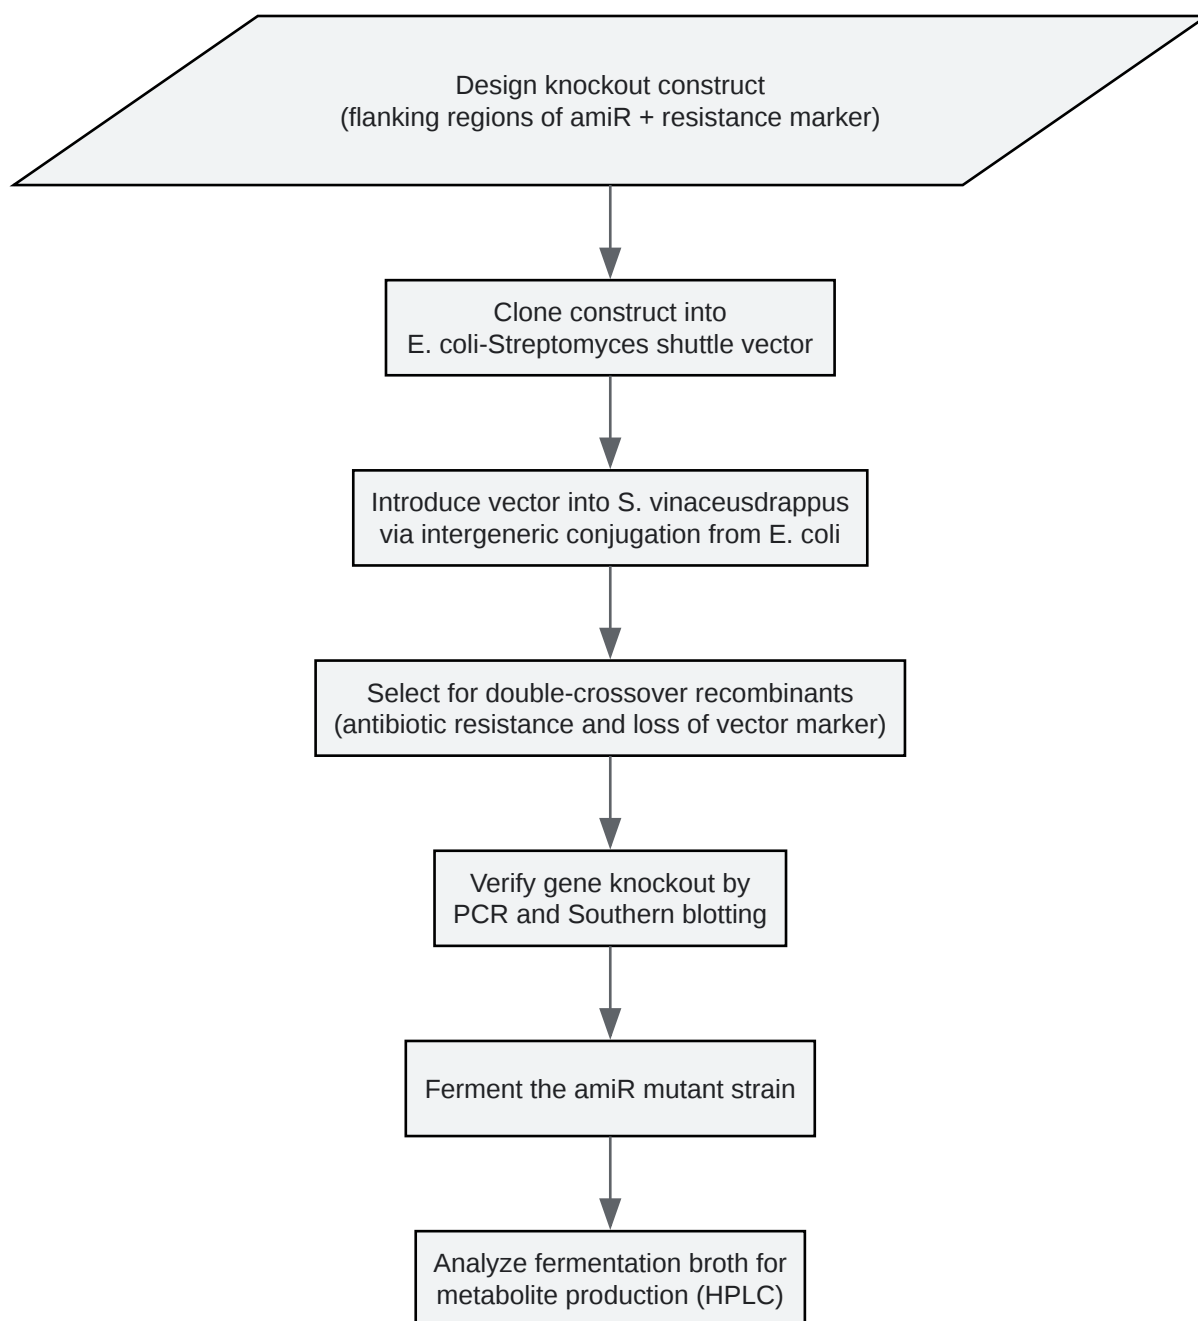 Design knockout construct
(flanking regions of amiR + resistance marker)
Clone construct into
E. coli-Streptomyces shuttle vector
Introduce vector into S. vinaceusdrappus
via intergeneric conjugation from E. coli
Select for double-crossover recombinants
(antibiotic resistance and loss of vector marker)
Verify gene knockout by
PCR and Southern blotting
Ferment the amiR mutant strain
Analyze fermentation broth for
metabolite production (HPLC)